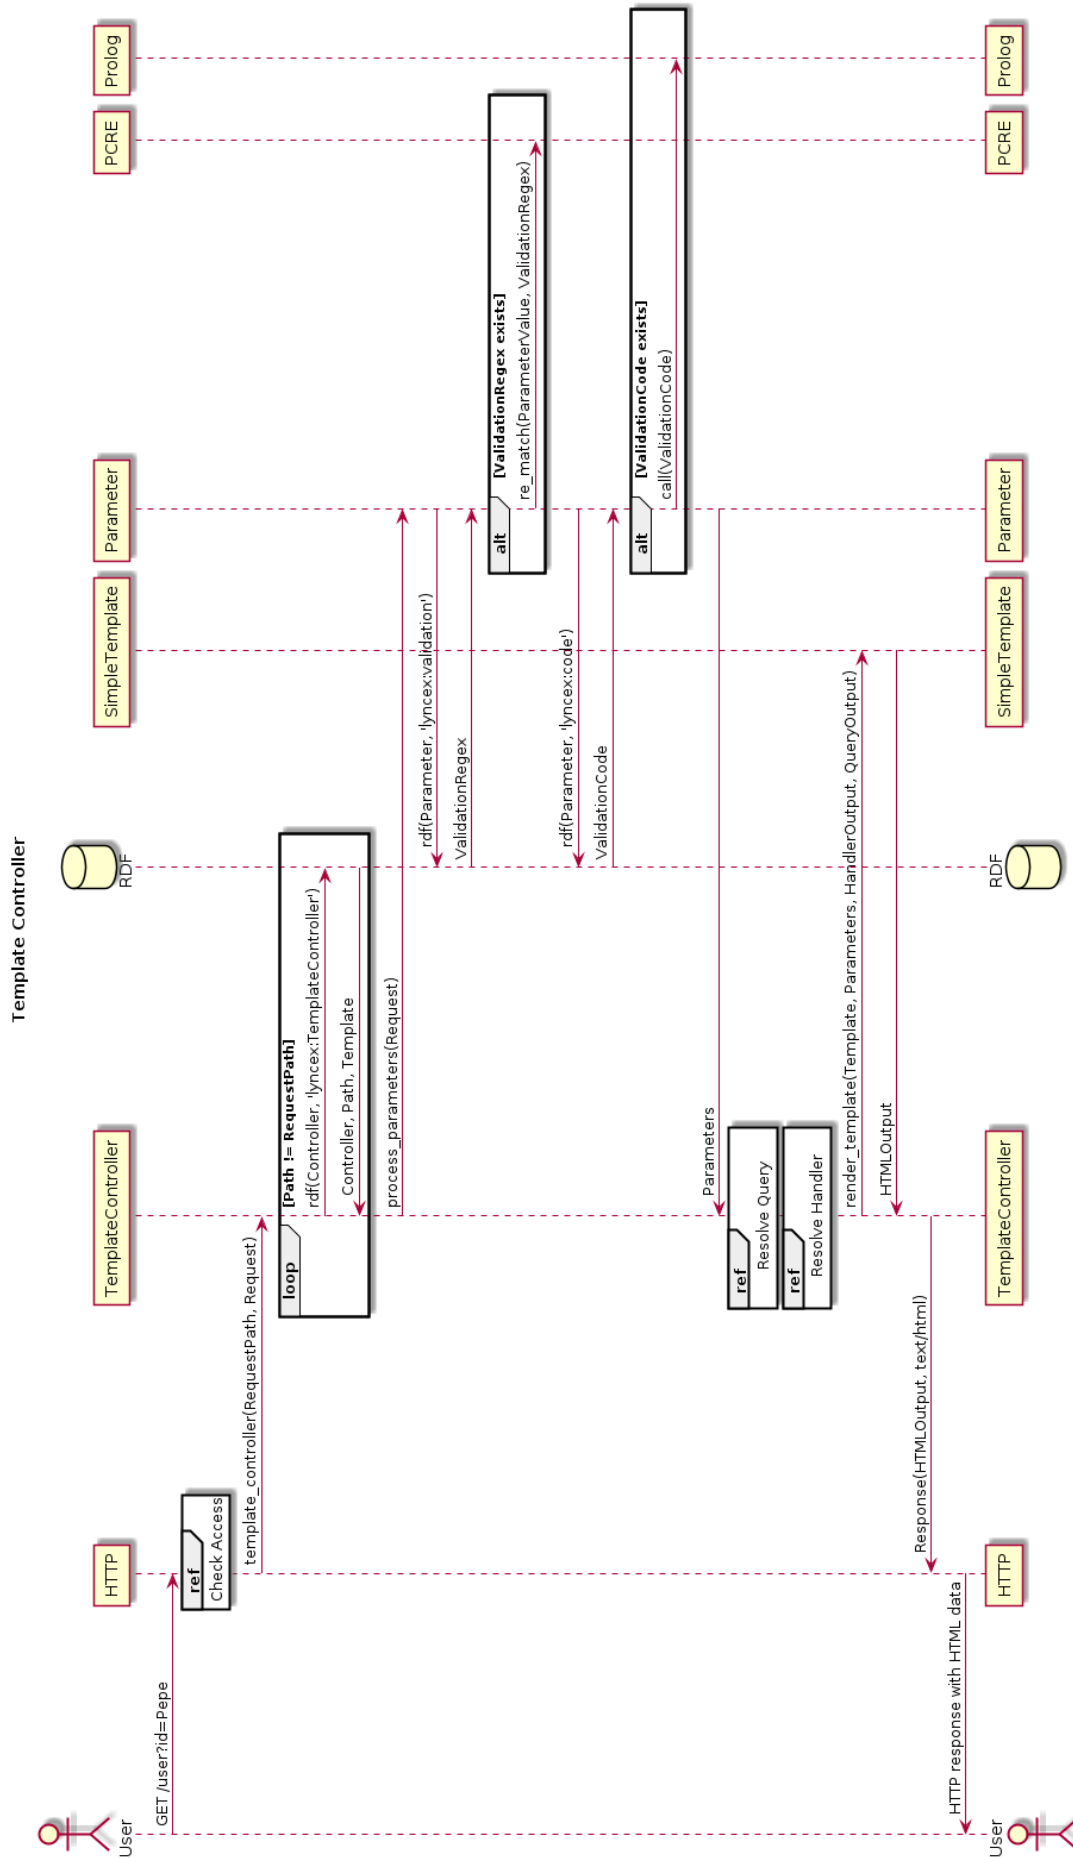 Template Controller
User
HTTP
TemplateController
RDF
SimpleTemplate
Parameter
PCRE
Prolog
GET /user?id=Pepe
ref
Check Access
template_controller(RequestPath, Request)
loop
[Path != RequestPath]
rdf(Controller, 'lyncex:TemplateController')
Controller, Path, Template
process_parameters(Request)
rdf(Parameter, 'lyncex:validation')
ValidationRegex
alt
[ValidationRegex exists]
re_match(ParameterValue, ValidationRegex)
rdf(Parameter, 'lyncex:code')
ValidationCode
alt
[ValidationCode exists]
call(ValidationCode)
Parameters
ref
Resolve Query
ref
Resolve Handler
render_template(Template, Parameters, HandlerOutput, QueryOutput)
HTMLOutput
Response(HTMLOutput, text/html)
HTTP response with HTML data
User
HTTP
TemplateController
RDF
SimpleTemplate
Parameter
PCRE
Prolog